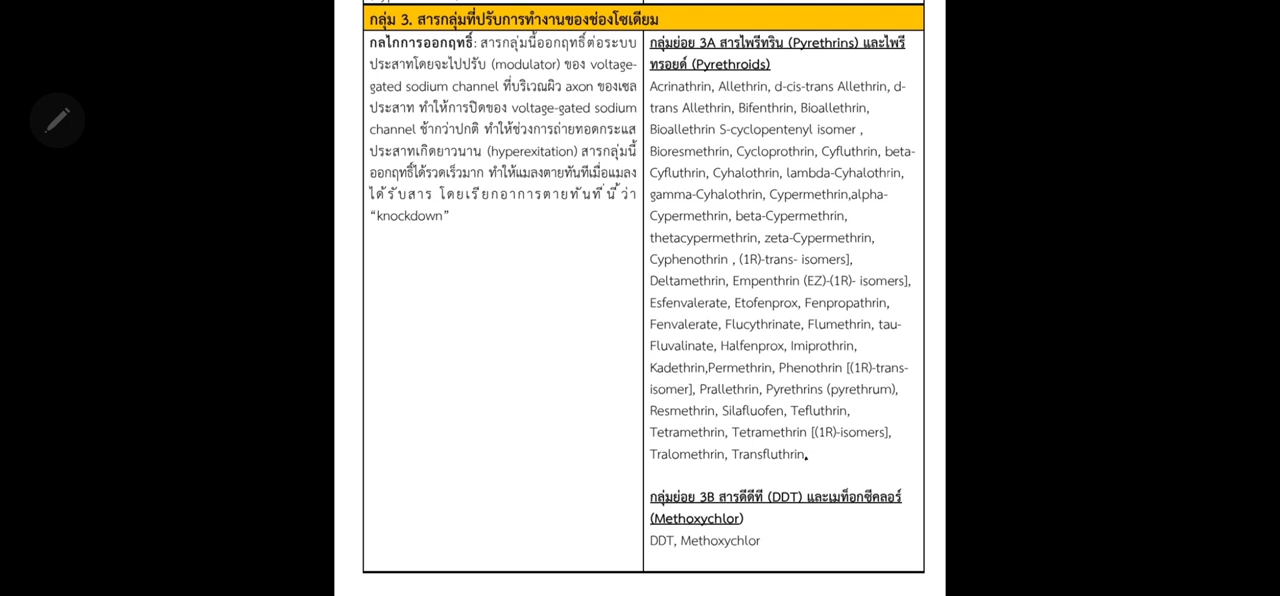 กลุ่ม 3. สารกลุ่มที่ปรับการทำงานของช่องโซเดียม
กลไกการออกฤทธิ์: สารกลุ่มนี้ออกฤทธิ์ต่อระบบ
ประสาทโดยจะไปปรับ (modulator) ของ voltage-
gated sodium channel ที่บริเวณผิว axon ของเซล
ประสาท ทำให้การปิดของ voltage-gated sodium
channel ช้ากว่าปกติ ทำให้ช่วงการถ่ายทอดกระแส
ประสาทเกิดยาวนาน (hyperexitation) สารกลุ่มนี้
ออกฤทธิ์ได้รวดเร็วมาก ทำให้แมลงตายทันทีเมื่อแมลง
ได้รับสาร โดยเรียกอาการตายทันทีนี้ว่า
“knockdown”
กลุ่มย่อย 3A สารไพรีทริน (Pyrethrins) และไพรี
ทรอยด์ (Pyrethroids)
Acrinathrin, Allethrin, d-cis-trans Allethrin, d-
trans Allethrin, Bifenthrin, Bioallethrin,
Bioallethrin S-cyclopentenyl isomer ,
Bioresmethrin, Cycloprothrin, Cyfluthrin, beta-
Cyfluthrin, Cyhalothrin, lambda-Cyhalothrin,
gamma-Cyhalothrin, Cypermethrin,alpha-
Cypermethrin, beta-Cypermethrin,
thetacypermethrin, zeta-Cypermethrin,
Cyphenothrin , (1R)-trans- isomers],
Deltamethrin, Empenthrin (EZ)-(1R)- isomers],
Esfenvalerate, Etofenprox, Fenpropathrin,
Fenvalerate, Flucythrinate, Flumethrin, tau-
Fluvalinate, Halfenprox, Imiprothrin,
Kadethrin,Permethrin, Phenothrin [(1R)-trans-
isomer], Prallethrin, Pyrethrins (pyrethrum),
Resmethrin, Silafluofen, Tefluthrin,
Tetramethrin, Tetramethrin [(1R)-isomers],
Tralomethrin, Transfluthrin.
กลุ่มย่อย 3B สารดีดีที (DDT) และเมท็อกซีคลอร์
(Methoxychlor)
DDT, Methoxychlor